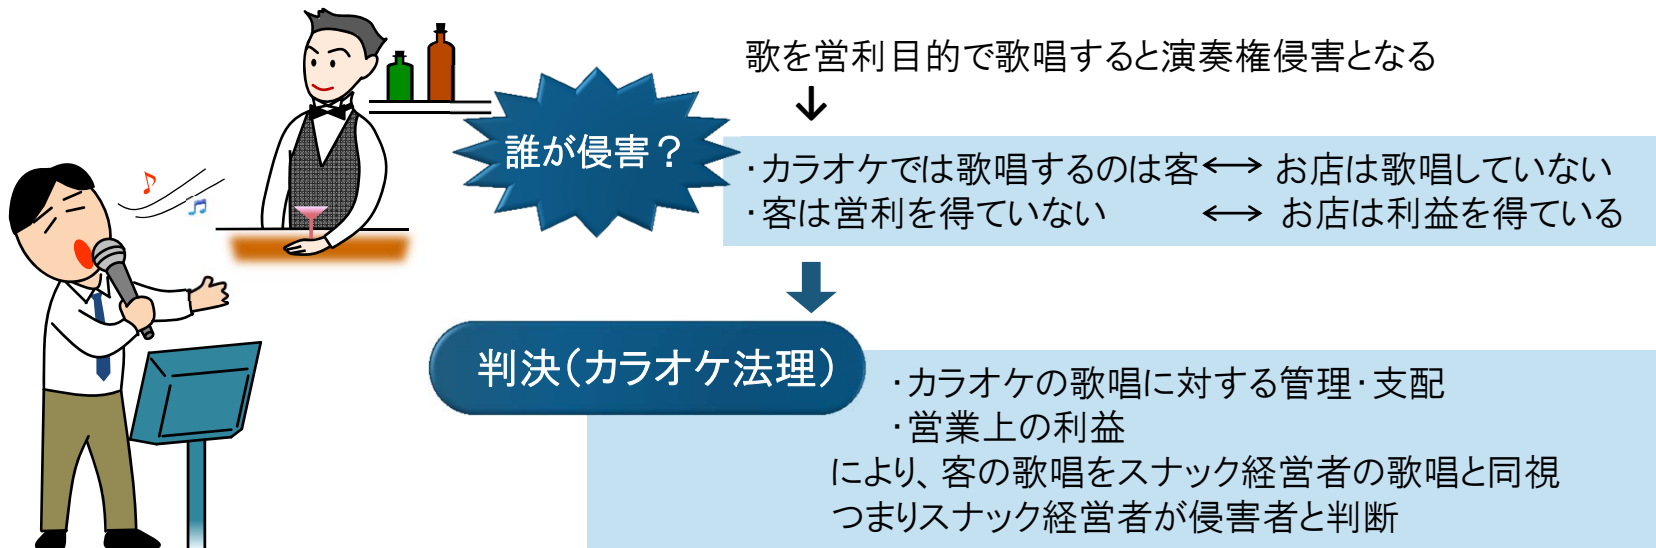 歌を営利目的で歌唱すると演奏権侵害となる
↓
誰が侵害？
・カラオケでは歌唱するのは客⟷ お店は歌唱していない
・客は営利を得ていない ⟷ お店は利益を得ている
判決（カラオケ法理）
・カラオケの歌唱に対する管理・支配
・営業上の利益
により、客の歌唱をスナック経営者の歌唱と同視
つまりスナック経営者が侵害者と判断